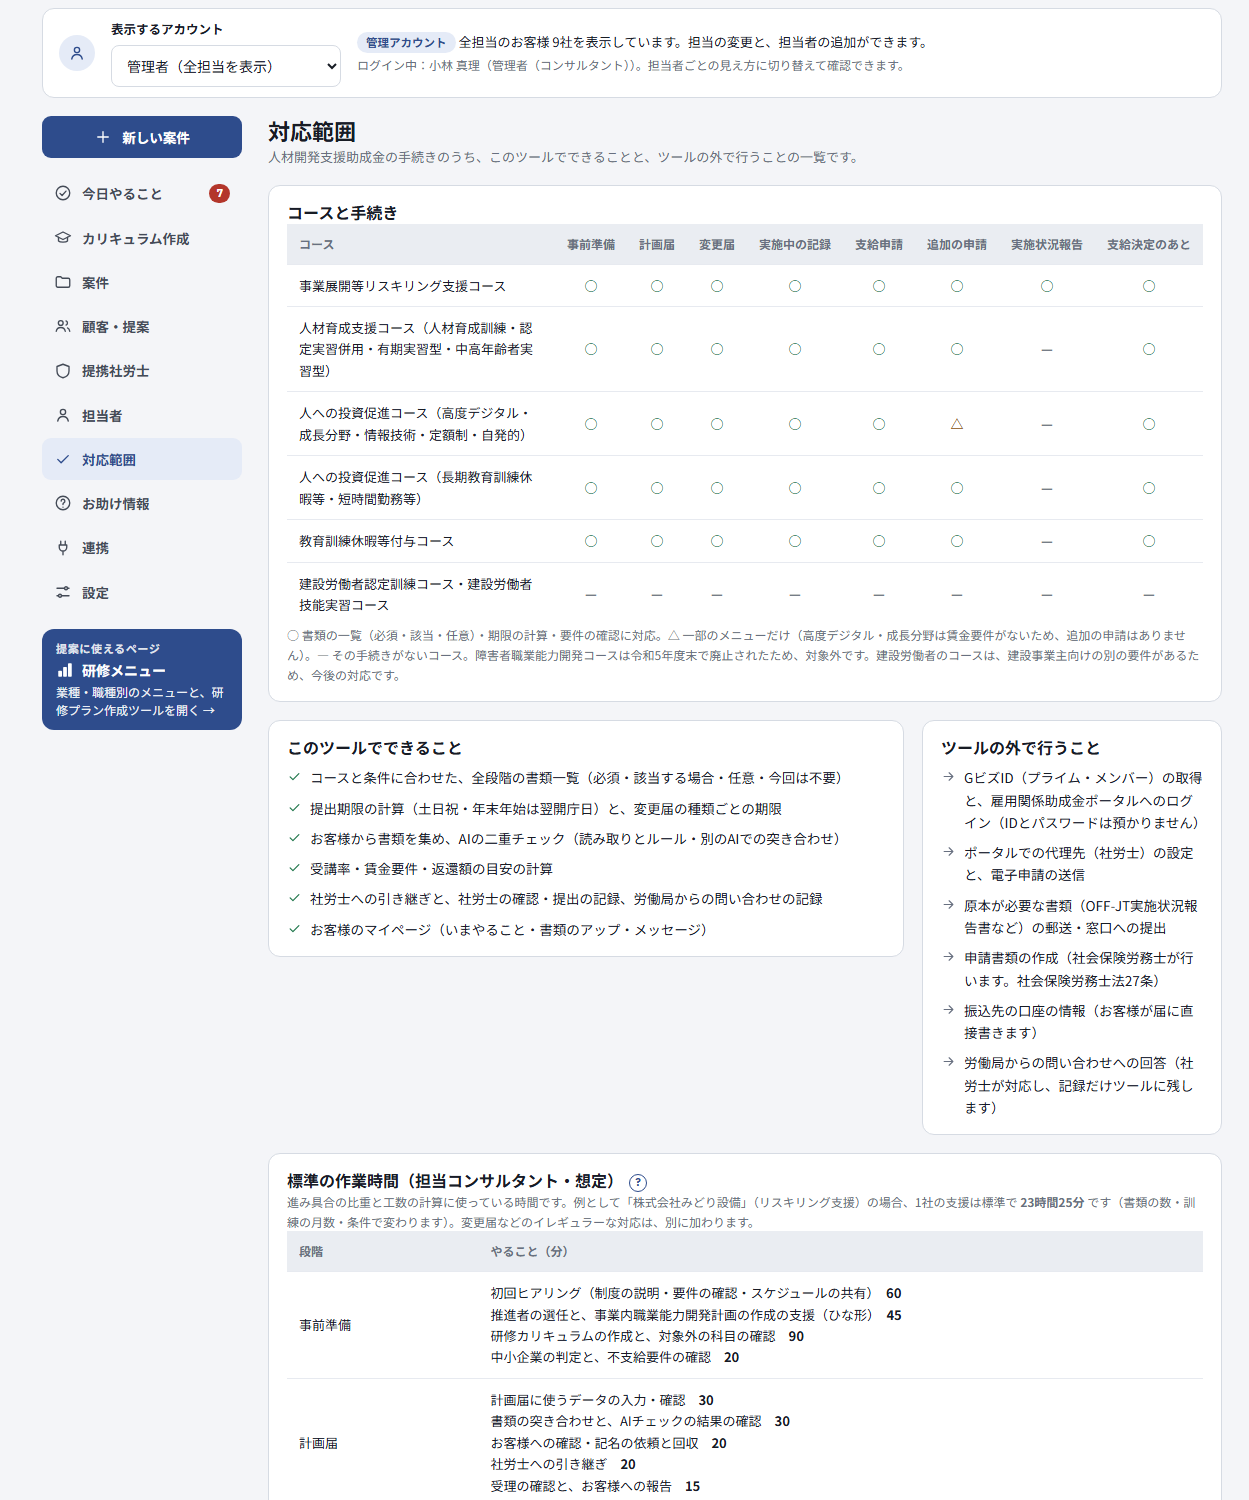 表示するアカウント
管理者（全担当を表示）
管理アカウント 全担当のお客様 9社を表示しています。担当の変更と、担当者の追加ができます。
ログイン中：小林 真理（管理者（コンサルタント））。担当者ごとの見え方に切り替えて確認できます。
＋ 新しい案件
今日やること 7
カリキュラム作成
案件
顧客・提案
提携社労士
担当者
対応範囲
お助け情報
連携
設定
提案に使えるページ
研修メニュー
業種・職種別のメニューと、研
修プラン作成ツールを開く →
対応範囲
人材開発支援助成金の手続きのうち、このツールでできることと、ツールの外で行うことの一覧です。
コースと手続き
コース 事前準備 計画届 変更届 実施中の記録 支給申請 追加の申請 実施状況報告 支給決定のあと
事業展開等リスキリング支援コース ○ ○ ○ ○ ○ ○ ○ ○
人材育成支援コース（人材育成訓練・認
定実習併用・有期実習型・中高年齢者実
習型） ○ ○ ○ ○ ○ ○ — ○
人への投資促進コース（高度デジタル・
成長分野・情報技術・定額制・自発的） ○ ○ ○ ○ ○ △ — ○
人への投資促進コース（長期教育訓練休
暇等・短時間勤務等） ○ ○ ○ ○ ○ ○ — ○
教育訓練休暇等付与コース ○ ○ ○ ○ ○ ○ — ○
建設労働者認定訓練コース・建設労働者
技能実習コース — — — — — — — —
○ 書類の一覧（必須・該当・任意）・期限の計算・要件の確認に対応。△ 一部のメニューだけ（高度デジタル・成長分野は賃金要件がないため、追加の申請はありませ
ん）。— その手続きがないコース。障害者職業能力開発コースは令和5年度末で廃止されたため、対象外です。建設労働者のコースは、建設事業主向けの別の要件があるた
め、今後の対応です。
このツールでできること
コースと条件に合わせた、全段階の書類一覧（必須・該当する場合・任意・今回は不要）
提出期限の計算（土日祝・年末年始は翌開庁日）と、変更届の種類ごとの期限
お客様から書類を集め、AIの二重チェック（読み取りとルール・別のAIでの突き合わせ）
受講率・賃金要件・返還額の目安の計算
社労士への引き継ぎと、社労士の確認・提出の記録、労働局からの問い合わせの記録
お客様のマイページ（いまやること・書類のアップ・メッセージ）
ツールの外で行うこと
→ GビズID（プライム・メンバー）の取得
と、雇用関係助成金ポータルへのログ
イン（IDとパスワードは預かりません）
→ ポータルでの代理先（社労士）の設定
と、電子申請の送信
→ 原本が必要な書類（OFF-JT実施状況報
告書など）の郵送・窓口への提出
→ 申請書類の作成（社会保険労務士が行
います。社会保険労務士法27条）
→ 振込先の口座の情報（お客様が届に直
接書きます）
→ 労働局からの問い合わせへの回答（社
労士が対応し、記録だけツールに残し
ます）
標準の作業時間（担当コンサルタント・想定） ?
進み具合の比重と工数の計算に使っている時間です。例として「株式会社みどり設備」（リスキリング支援）の場合、1社の支援は標準で 23時間25分 です（書類の数・訓
練の月数・条件で変わります）。変更届などのイレギュラーな対応は、別に加わります。
段階 やること（分）
事前準備
初回ヒアリング（制度の説明・要件の確認・スケジュールの共有） 60
推進者の選任と、事業内職業能力開発計画の作成の支援（ひな形） 45
研修カリキュラムの作成と、対象外の科目の確認 90
中小企業の判定と、不支給要件の確認 20
計画届
計画届に使うデータの入力・確認 30
書類の突き合わせと、AIチェックの結果の確認 30
お客様への確認・記名の依頼と回収 20
社労士への引き継ぎ 20
受理の確認と、お客様への報告 15